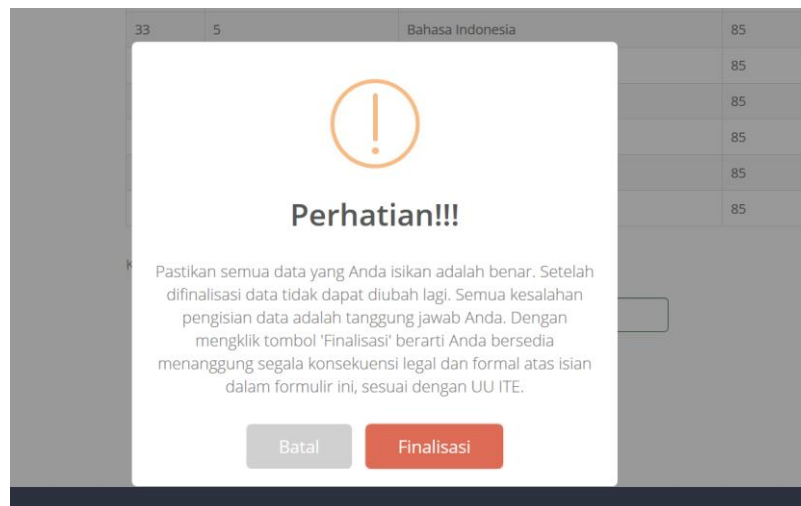 33 5 Bahasa Indonesia 85
85
85
85
85
85
Perhatian!!!
K
Pastikan semua data yang Anda isikan adalah benar. Setelah
difinalisasi data tidak dapat diubah lagi. Semua kesalahan
pengisian data adalah tanggung jawab Anda. Dengan
mengklik tombol 'Finalisasi' berarti Anda bersedia
menanggung segala konsekuensi legal dan formal atas isian
dalam formulir ini, sesuai dengan UU ITE.
Batal Finalisasi